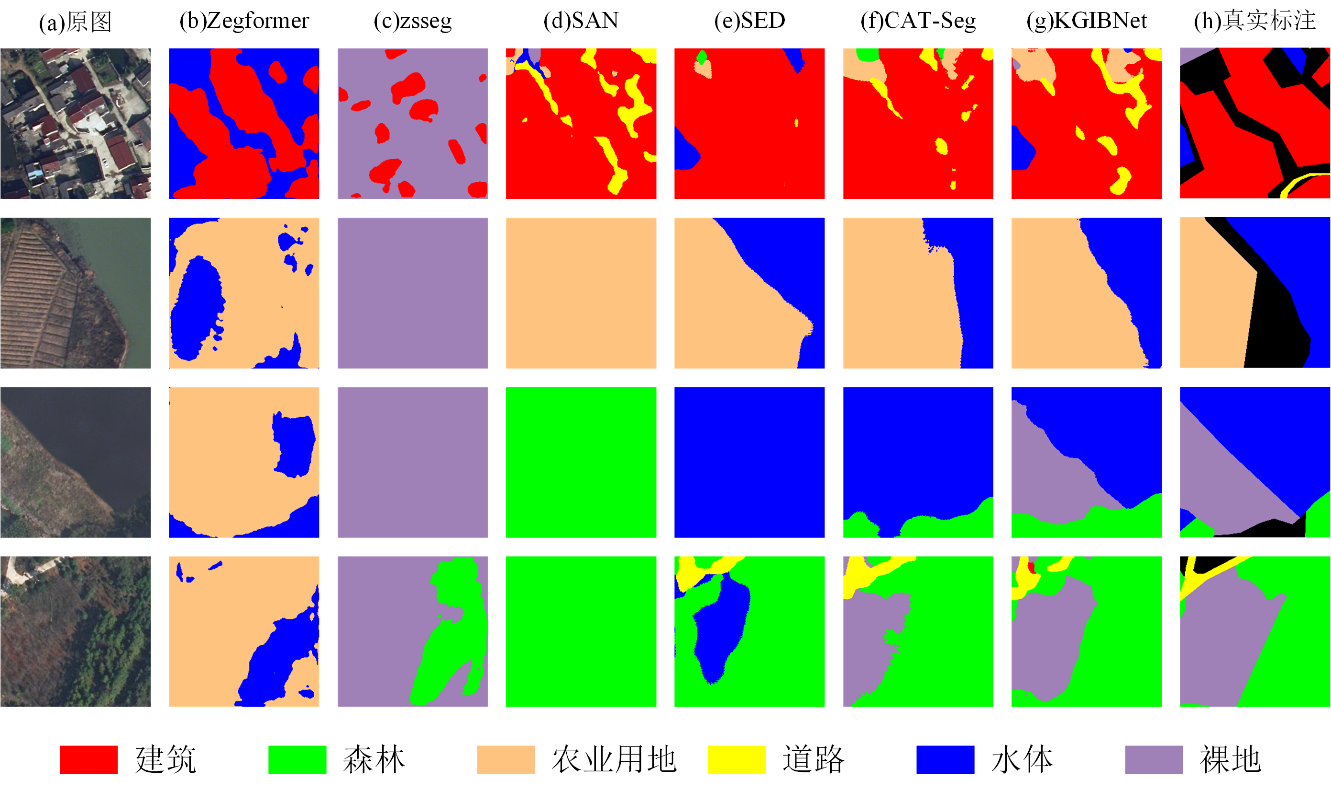 (a)原图 (b)Zegformer (c)zsseg (d)SAN (e)SED (f)CAT-Seg (g)KGIBNet (h)真实标注
建筑 森林 农业用地 道路 水体 裸地